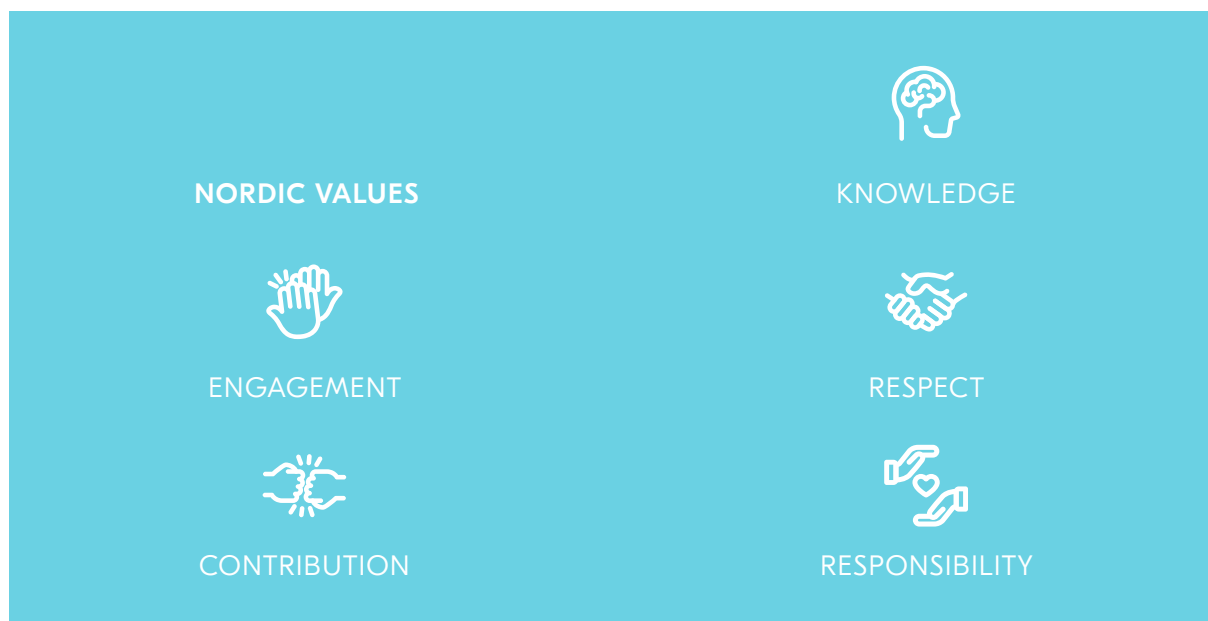 NORDIC VALUES
KNOWLEDGE
ENGAGEMENT
RESPECT
CONTRIBUTION
RESPONSIBILITY